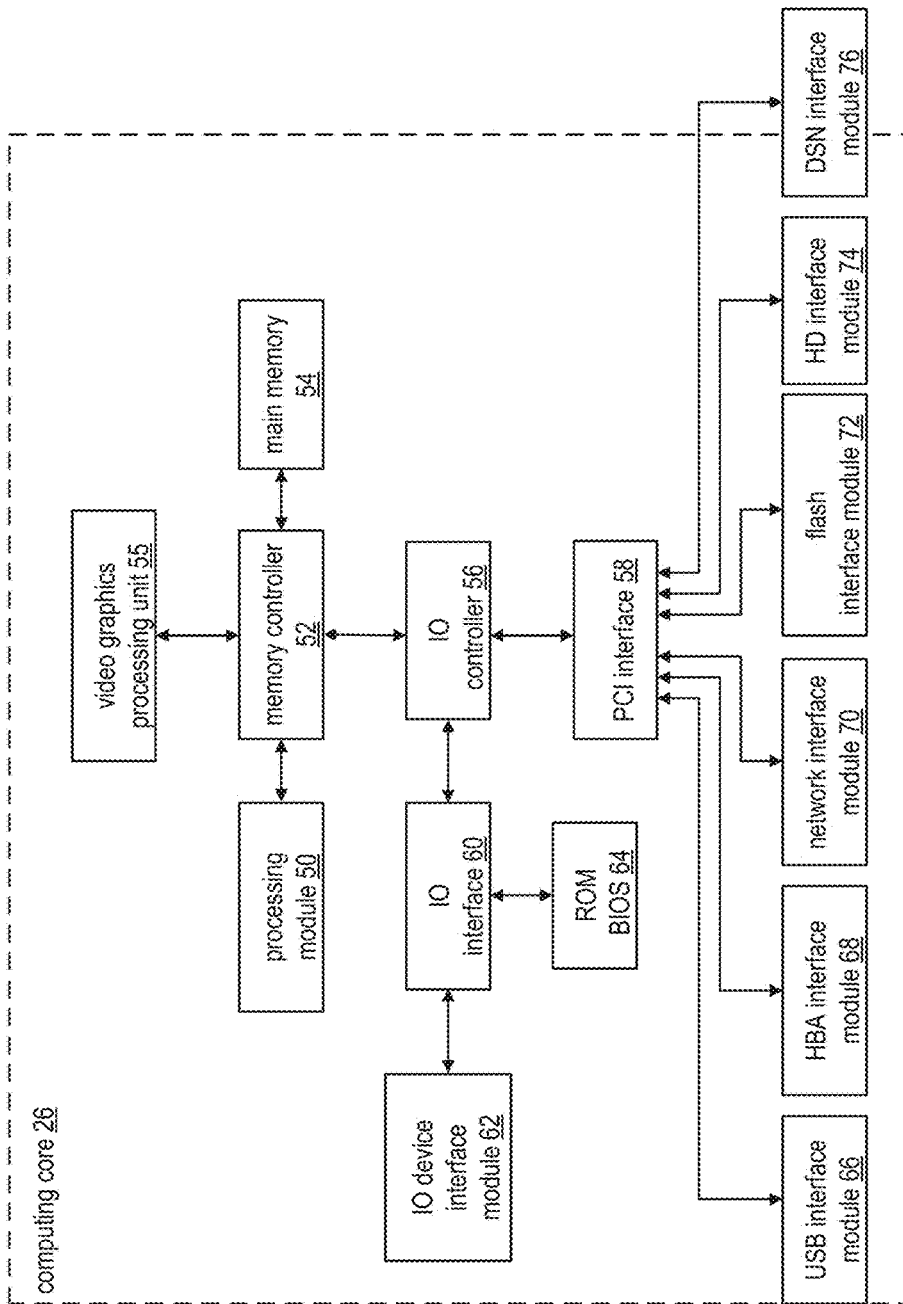 computing core 26
video graphics
processing unit 55
processing
module 50
memory controller
52
main memory
54
IO device
interface
module 62
IO
interface 60
IO
controller 56
ROM
BIOS 64
PCI interface 58
USB interface
module 66
HBA interface
module 68
network interface
module 70
flash
interface module 72
HD interface
module 74
DSN interface
module 76